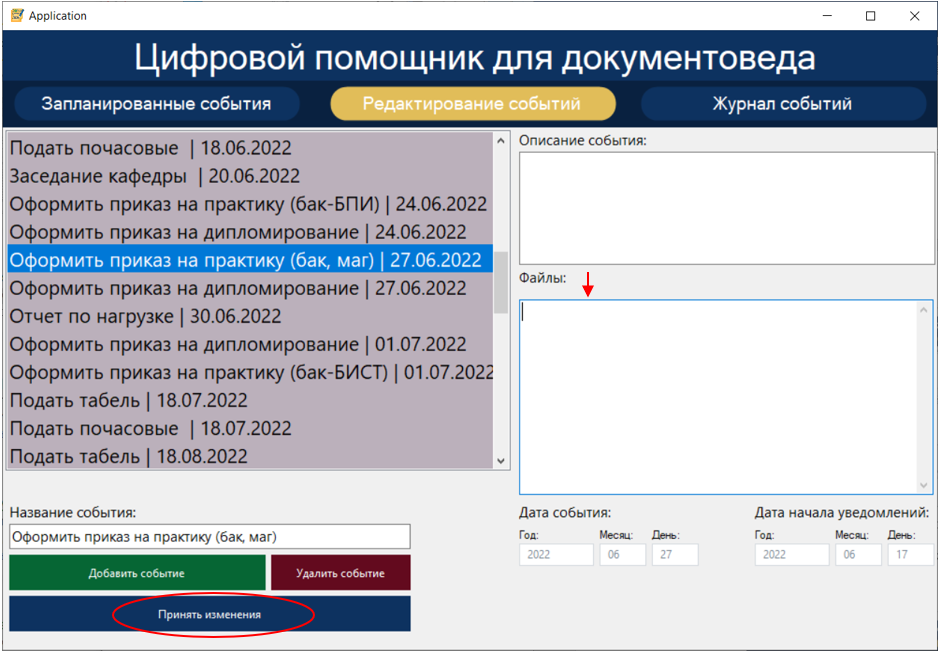 Application
Цифровой помощник для документоведа
Запланированные события
Редактирование событий
Журнал событий
Подать почасовые | 18.06.2022
Заседание кафедры | 20.06.2022
Оформить приказ на практику (бак-БПИ) | 24.06.2022
Оформить приказ на дипломирование | 24.06.2022
Оформить приказ на практику (бак, маг) | 27.06.2022
Оформить приказ на дипломирование | 27.06.2022
Отчет по нагрузке | 30.06.2022
Оформить приказ на дипломирование | 01.07.2022
Оформить приказ на практику (бак-БИСТ) | 01.07.2022
Подать табель | 18.07.2022
Подать почасовые | 18.07.2022
Подать табель | 18.08.2022
Описание события:
Файлы:
Название события:
Оформить приказ на практику (бак, маг)
Добавить событие
Удалить событие
Принять изменения
Дата события:
Год: Месяц: День:
2022 06 27
Дата начала уведомлений:
Год: Месяц: День:
2022 06 17